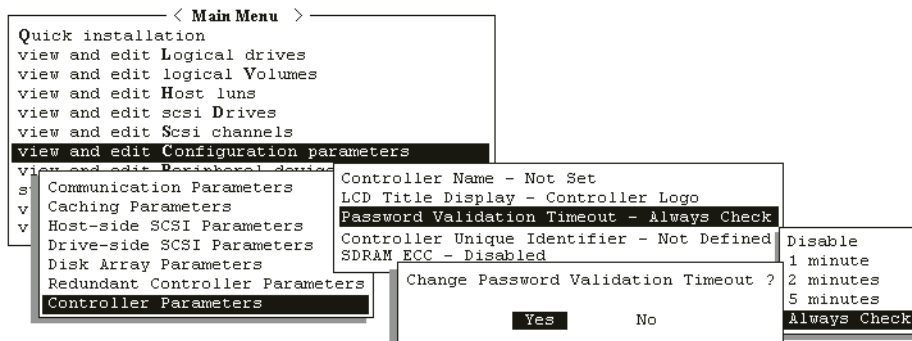 < Main Menu >
Quick installation
view and edit Logical drives
view and edit logical Volumes
view and edit Host luns
view and edit scsi Drives
view and edit Scsi channels
view and edit Configuration parameters
view and edit Peripheral
s
v
v
Communication Parameters
Caching Parameters
Host-side SCSI Parameters
Drive-side SCSI Parameters
Disk Array Parameters
Redundant Controller Parameters
Controller Parameters
Controller Name - Not Set
LCD Title Display - Controller Logo
Password Validation Timeout - Always Check
Controller Unique Identifier - Not Defined
SDRAM ECC - Disabled
Change Password Validation Timeout ?
Yes No
Disable
1 minute
2 minutes
5 minutes
Always Check